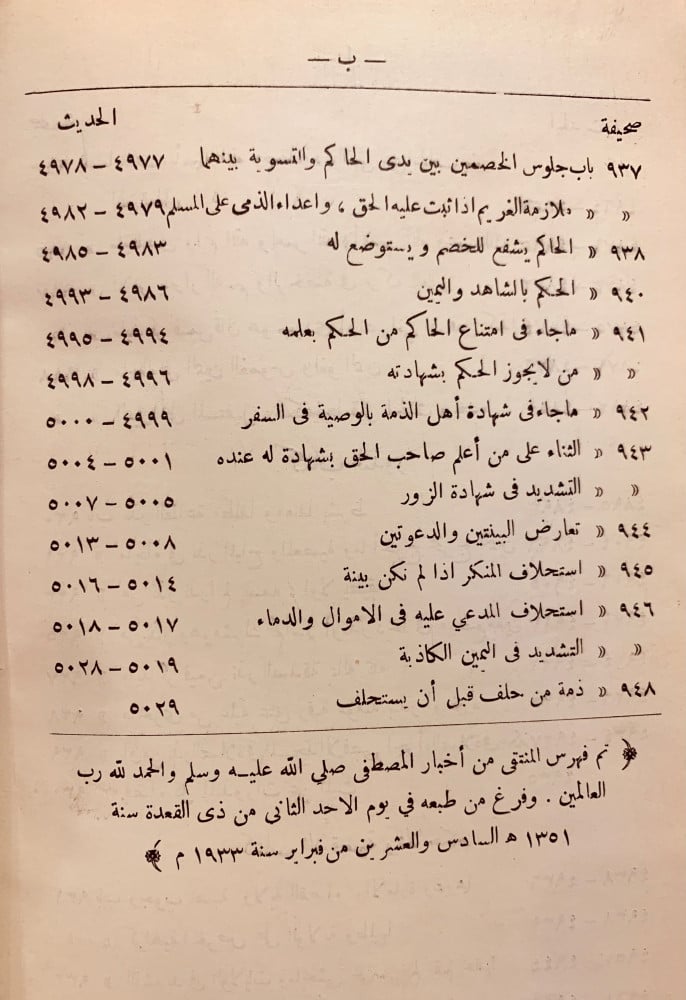 — ب —
صحيفة الحديث
٩٣٧ باب جلوس الخصمين بين يدى الحاكم والتسوية بينهما ٤٩٧٧ – ٤٩٧٨
» » ملازمة الغريم اذا ثبت عليه الحق ، واعداء الذمى على المسلم ٤٩٧٩ – ٤٩٨٢
٩٣٨ » الحاكم يشفع للخصم ويستوضع له ٤٩٨٣ – ٤٩٨٥
٩٤٠ » الحكم بالشاهد واليمين ٤٩٨٦ – ٤٩٩٣
٩٤١ » ماجاء فى امتناع الحاكم من الحكم بعلمه ٤٩٩٤ – ٤٩٩٥
» » من لا يجوز الحكم بشهادته ٤٩٩٦ – ٤٩٩٨
٩٤٢ » ماجاء فى شهادة أهل الذمة بالوصية فى السفر ٤٩٩٩ – ٥٠٠٠
٩٤٣ » الثناء على من أعلم صاحب الحق بشهادة له عنده ٥٠٠١ – ٥٠٠٤
» » التشديد فى شهادة الزور ٥٠٠٥ – ٥٠٠٧
٩٤٤ » تعارض البينتين والدعوتين ٥٠٠٨ – ٥٠١٣
٩٤٥ » استحلاف المنكر اذا لم نكن بينة ٥٠١٤ – ٥٠١٦
٩٤٦ » استحلاف المدعي عليه فى الاموال والدماء ٥٠١٧ – ٥٠١٨
» » التشديد فى اليمين الكاذبة ٥٠١٩ – ٥٠٢٨
٩٤٨ » ذمة من حلف قبل أن يستحلف ٥٠٢٩
﴿ تم فهرس المنتقى من أخبار المصطفى صلي الله عليه وسلم والحمد لله رب
العالمين . وفرغ من طبعه في يوم الاحد الثانى من ذى القعدة سنة
١٣٥١ ه السادس والعشرين من فبراير سنة ١٩٣٣ م ﴾